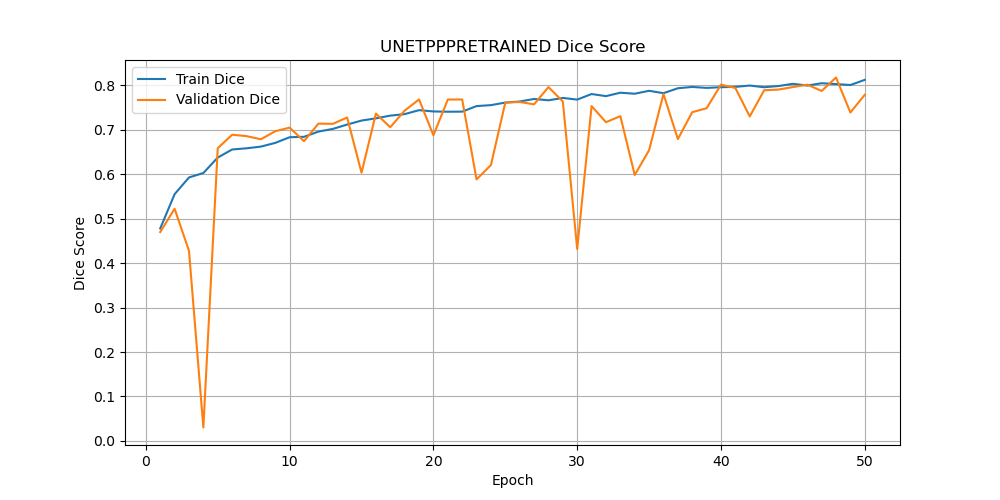 UNETPPPRETRAINED Dice Score
Train Dice
Validation Dice
Dice Score
0.8
0.7
0.6
0.5
0.4
0.3
0.2
0.1
0.0
0 10 20 30 40 50
Epoch